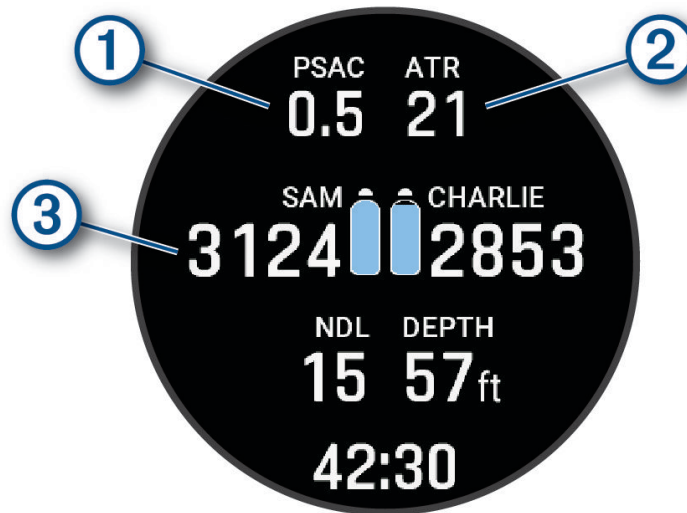 1
2
PSAC ATR
0.5 21
3
SAM CHARLIE
3124 2853
NDL DEPTH
15 57ft
42:30